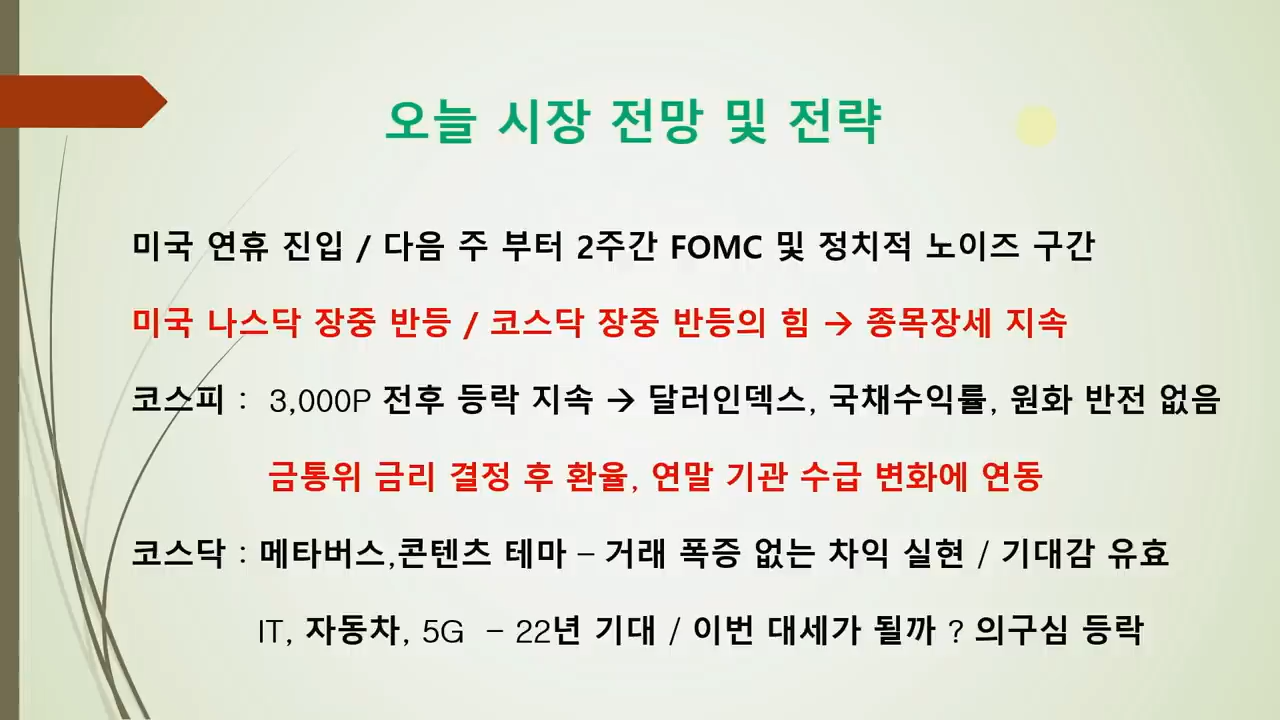 오늘 시장 전망 및 전략
미국 연휴 진입 / 다음 주 부터 2주간 FOMC 및 정치적 노이즈 구간
미국 나스닥 장중 반등 / 코스닥 장중 반등의 힘 → 종목장세 지속
코스피 : 3,000P 전후 등락 지속 → 달러인덱스, 국채수익률, 원화 반전 없음
금통위 금리 결정 후 환율, 연말 기관 수급 변화에 연동
코스닥 : 메타버스,콘텐츠 테마 – 거래 폭증 없는 차익 실현 / 기대감 유효
IT, 자동차, 5G – 22년 기대 / 이번 대세가 될까 ? 의구심 등락